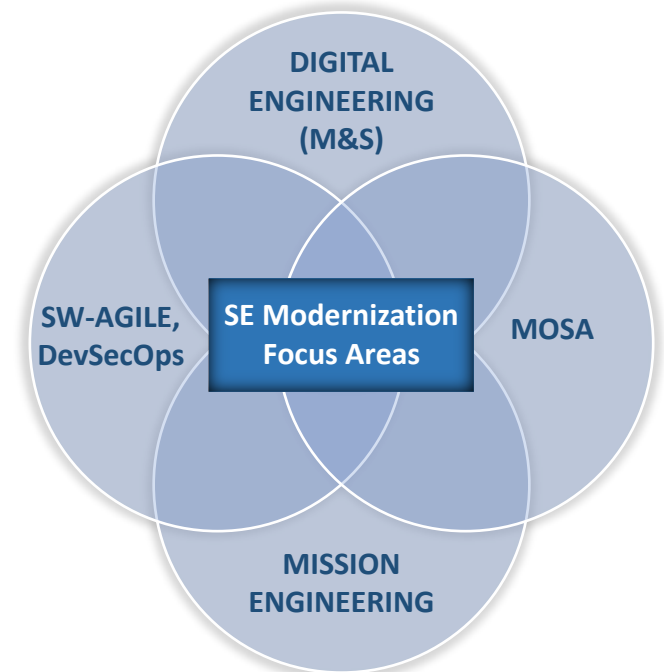 DIGITAL
ENGINEERING
(M&S)
SW-AGILE,
DevSecOps
SE Modernization
Focus Areas
MOSA
MISSION
ENGINEERING